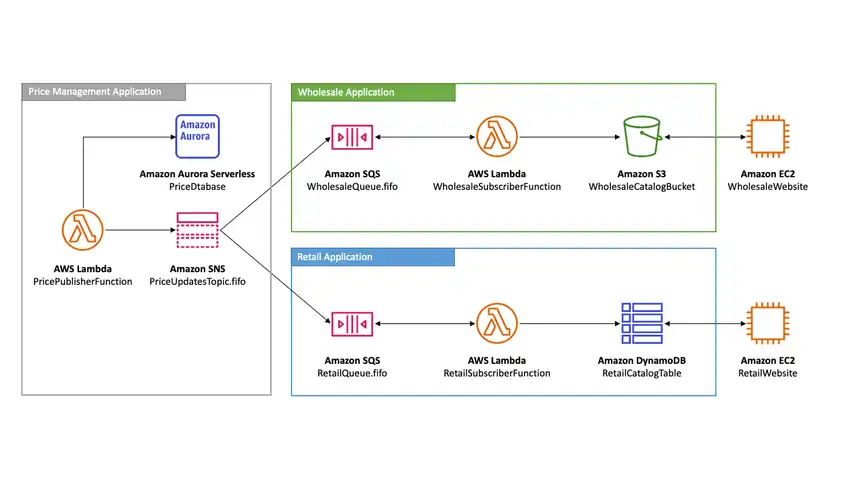 Price Management Application
Amazon
Aurora
Amazon Aurora Serverless
PriceDtabase
AWS Lambda
PricePublisherFunction
Amazon SNS
PriceUpdatesTopic.fifo
Wholesale Application
Amazon SQS
WholesaleQueue.fifo
AWS Lambda
WholesaleSubscriberFunction
Amazon S3
WholesaleCatalogBucket
Amazon EC2
WholesaleWebsite
Retail Application
Amazon SQS
RetailQueue.fifo
AWS Lambda
RetailSubscriberFunction
Amazon DynamoDB
RetailCatalogTable
Amazon EC2
RetailWebsite